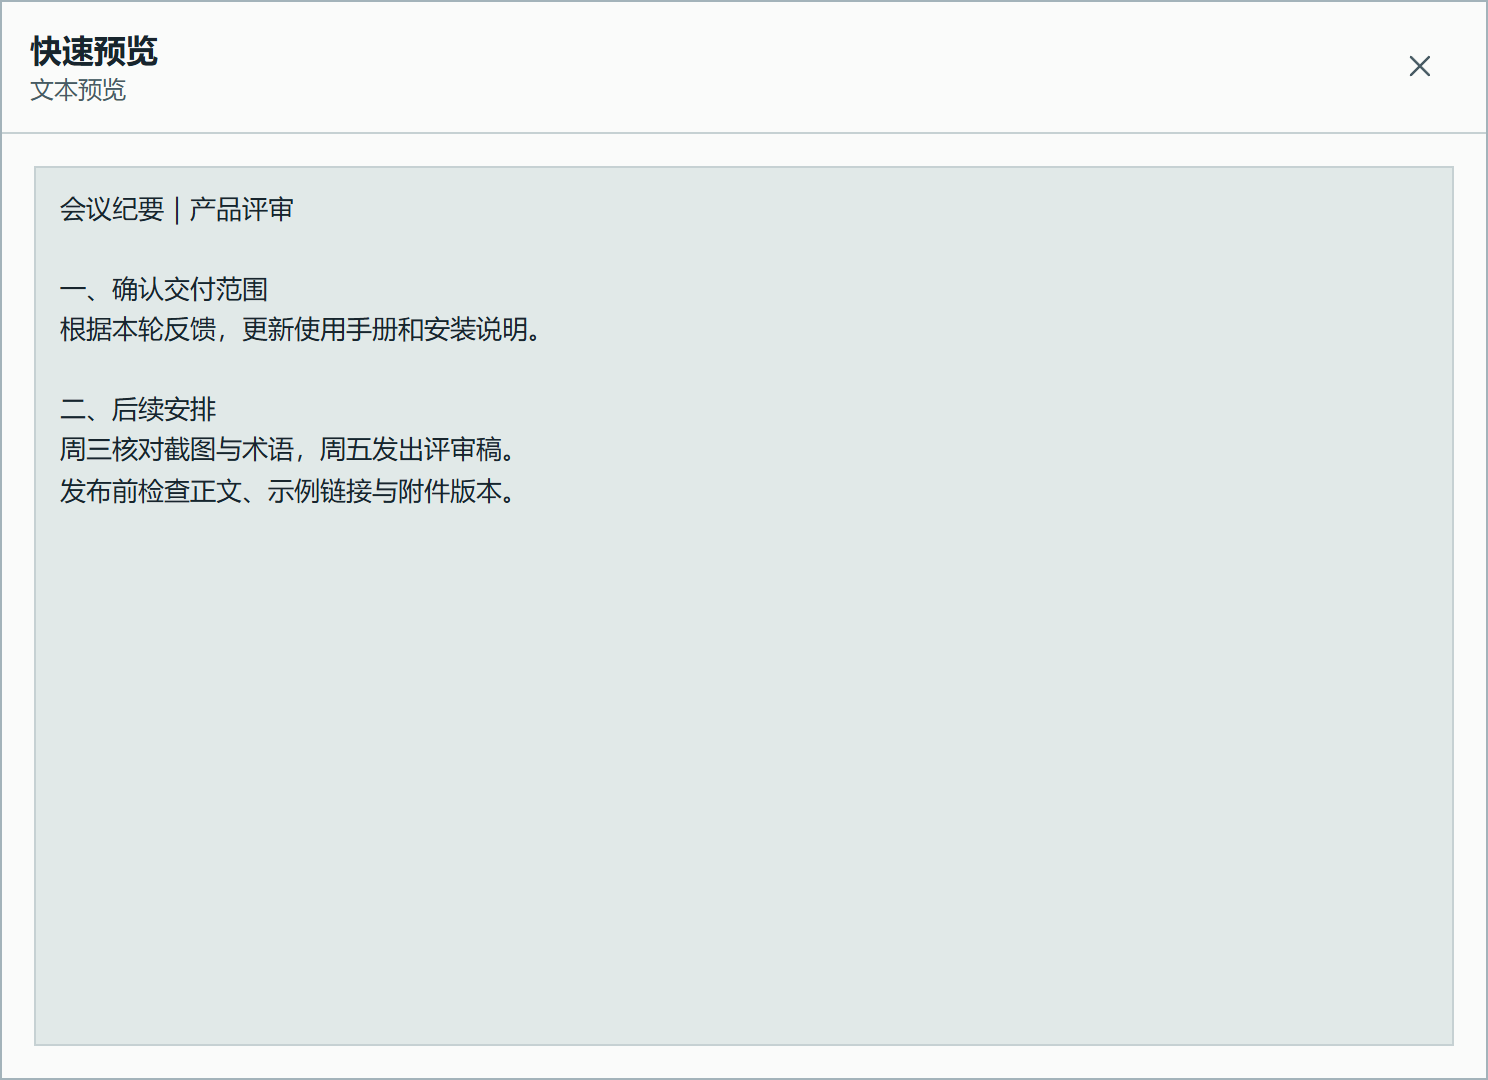 快速预览
文本预览
会议纪要｜产品评审
一、确认交付范围
根据本轮反馈，更新使用手册和安装说明。
二、后续安排
周三核对截图与术语，周五发出评审稿。
发布前检查正文、示例链接与附件版本。